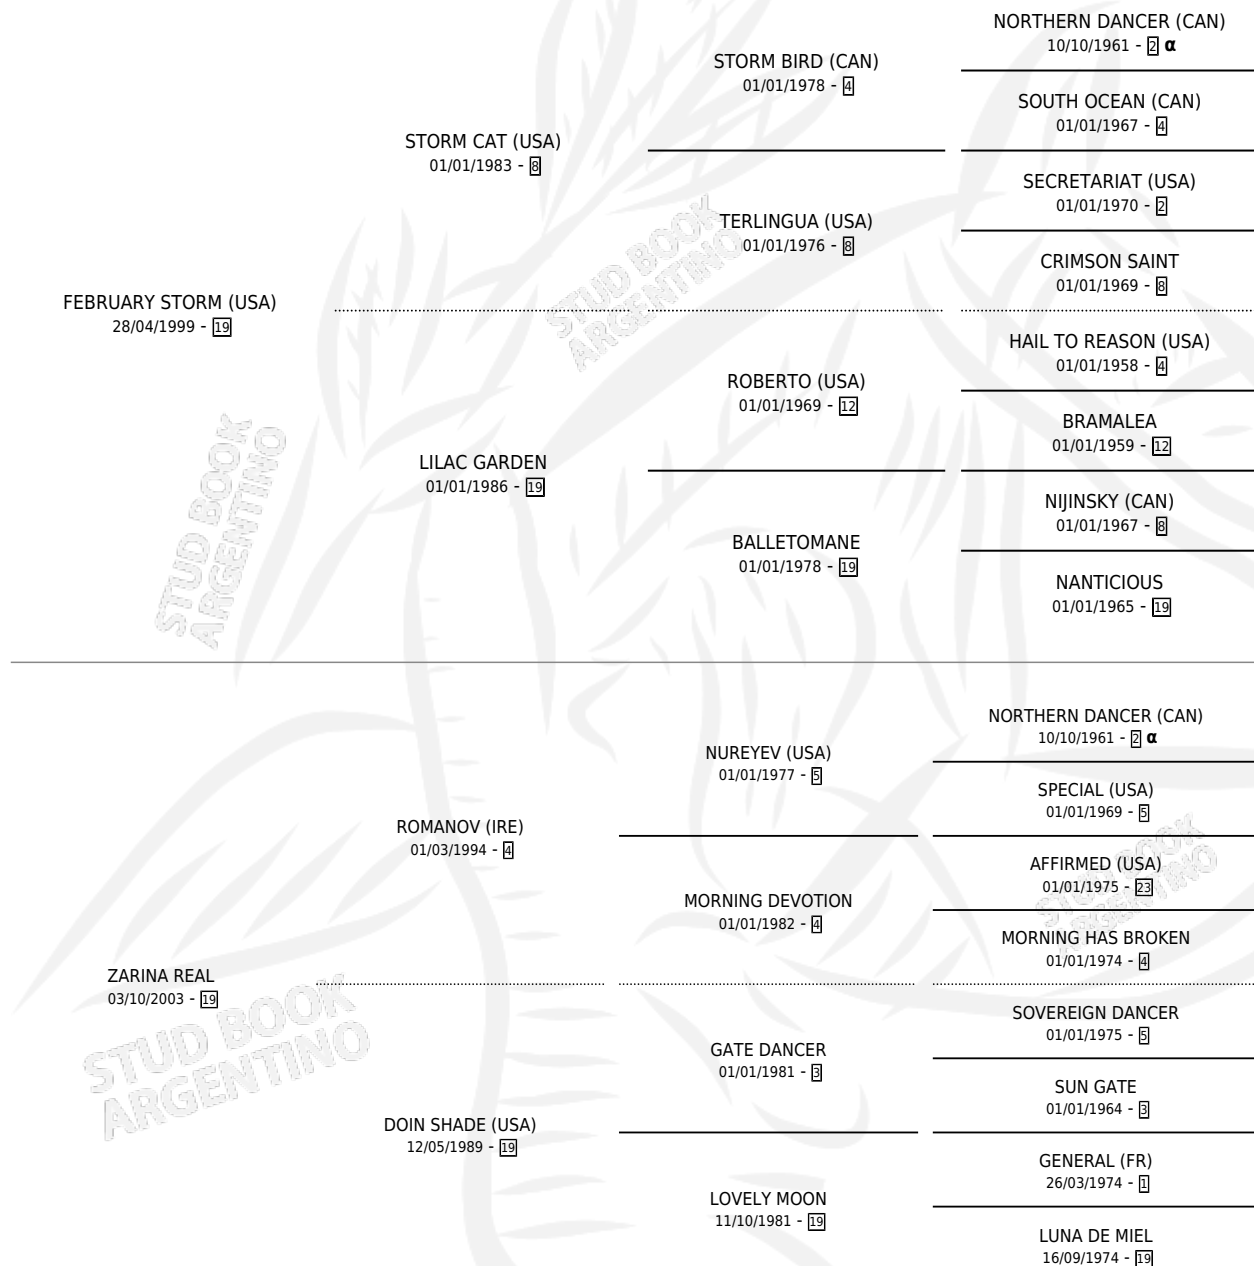 NORTHERN DANCER (CAN)
10/10/1961 - 2 α
STORM BIRD (CAN)
01/01/1978 - 4
SOUTH OCEAN (CAN)
01/01/1967 - 4
STORM CAT (USA)
01/01/1983 - 8
SECRETARIAT (USA)
01/01/1970 - 2
TERLINGUA (USA)
01/01/1976 - 8
CRIMSON SAINT
01/01/1969 - 8
FEBRUARY STORM (USA)
28/04/1999 - 19
HAIL TO REASON (USA)
01/01/1958 - 4
ROBERTO (USA)
01/01/1969 - 12
BRAMALEA
01/01/1959 - 12
LILAC GARDEN
01/01/1986 - 19
NIJINSKY (CAN)
01/01/1967 - 8
BALLETOMANE
01/01/1978 - 19
NANTICIOUS
01/01/1965 - 19
NORTHERN DANCER (CAN)
10/10/1961 - 2 α
NUREYEV (USA)
01/01/1977 - 5
SPECIAL (USA)
01/01/1969 - 5
ROMANOV (IRE)
01/03/1994 - 4
AFFIRMED (USA)
01/01/1975 - 23
MORNING DEVOTION
01/01/1982 - 4
MORNING HAS BROKEN
01/01/1974 - 4
ZARINA REAL
03/10/2003 - 19
SOVEREIGN DANCER
01/01/1975 - 5
GATE DANCER
01/01/1981 - 3
SUN GATE
01/01/1964 - 3
DOIN SHADE (USA)
12/05/1989 - 19
GENERAL (FR)
26/03/1974 - 1
LOVELY MOON
11/10/1981 - 19
LUNA DE MIEL
16/09/1974 - 19
STUD BOOK
ARGENTINO
STUD BOOK
ARGENTINO
STUD BOOK
ARGENTINO
STUD BOOK
ARGENTINO